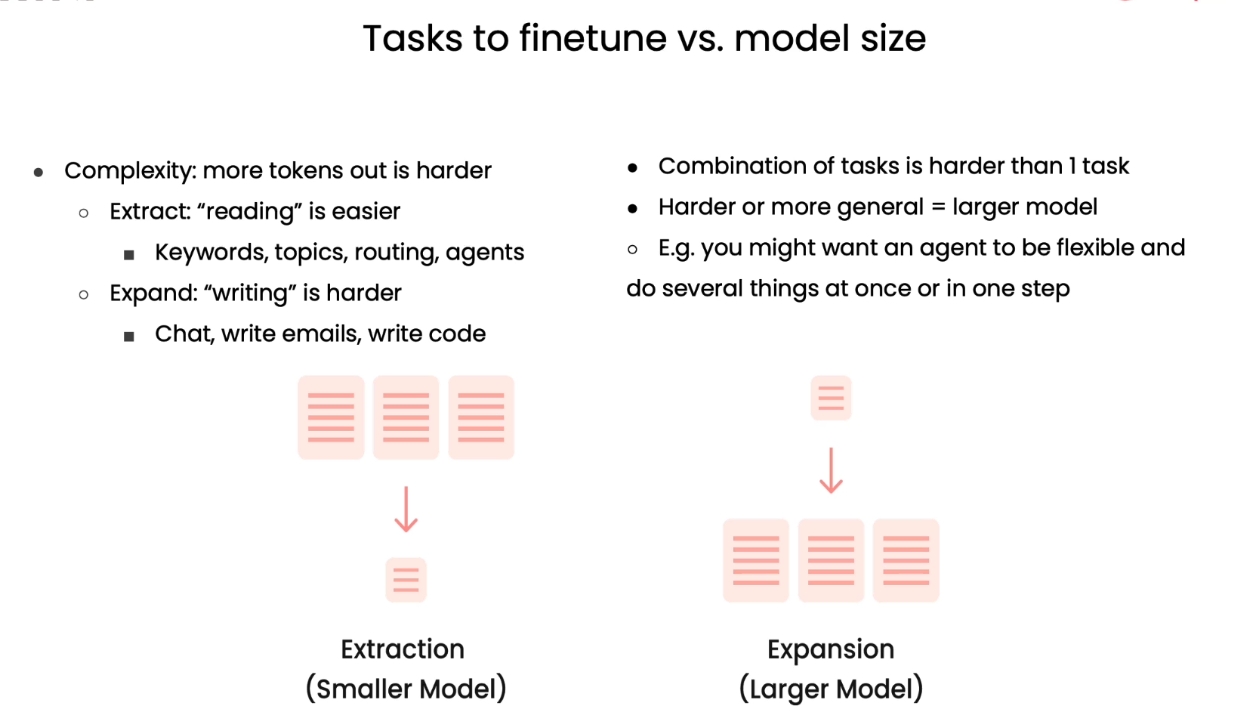 Tasks to finetune vs. model size
● Complexity: more tokens out is harder
○ Extract: “reading” is easier
■ Keywords, topics, routing, agents
○ Expand: “writing” is harder
■ Chat, write emails, write code
● Combination of tasks is harder than 1 task
● Harder or more general = larger model
○ E.g. you might want an agent to be flexible and
do several things at once or in one step
Extraction
(Smaller Model)
Expansion
(Larger Model)